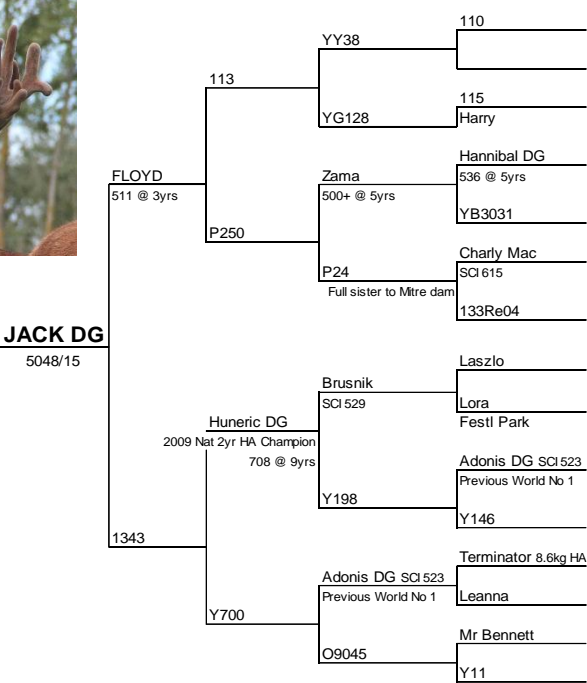 110
YY38
113
115
YG128
Harry
Hannibal DG
FLOYD
Zama
536 @ 5yrs
511 @ 3yrs
500+ @ 5yrs
YB3031
P250
Charly Mac
P24
SCI 615
Full sister to Mitre dam
133Re04
JACK DG
5048/15
Laszlo
Brusnik
SCI 529
Lora
Huneric DG
Festl Park
2009 Nat 2yr HA Champion
708 @ 9yrs
Adonis DG SCI 523
Previous World No 1
Y198
Y146
1343
Terminator 8.6kg HA
Adonis DG SCI 523
Previous World No 1
Leanna
Y700
Mr Bennett
O9045
Y11